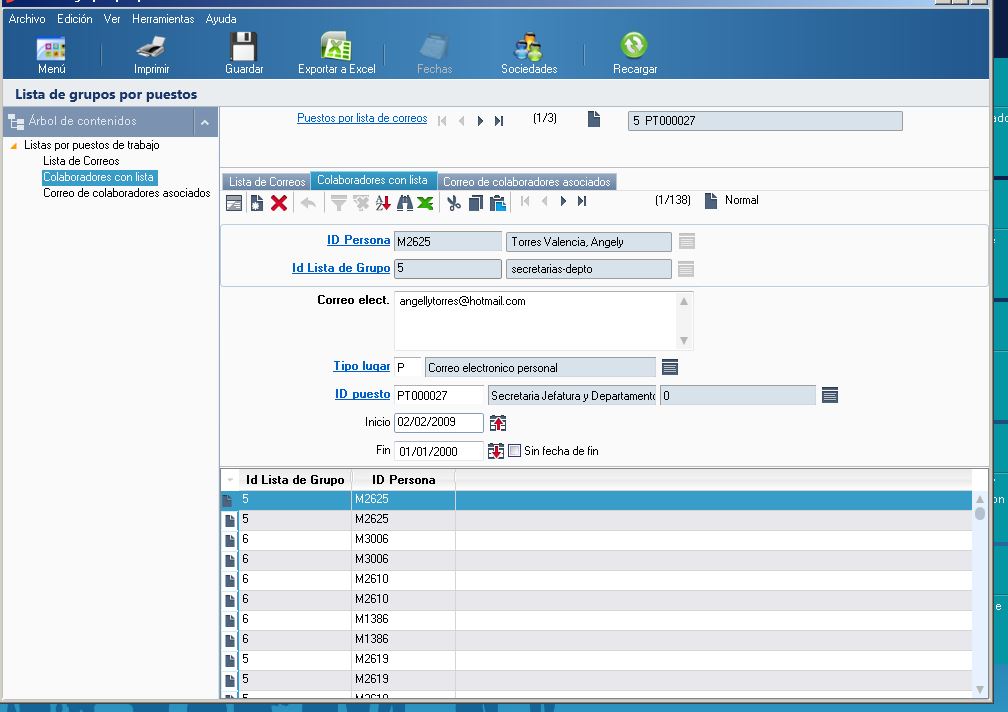 Archivo Edición Ver Herramientas Ayuda
Menú Imprimir Guardar Exportar a Excel Fechas Sociedades Recargar
Lista de grupos por puestos
Árbol de contenidos
Listas por puestos de trabajo
Lista de Correos
Colaboradores con lista
Correo de colaboradores asociados
Puestos por lista de correos (1/3) 5 PT000027
Lista de Correos Colaboradores con lista Correo de colaboradores asociados
(1/138) Normal
ID Persona M2625 Torres Valencia, Angely
Id Lista de Grupo 5 secretarias-depto
Correo elect. angellytorres@hotmail.com
Tipo lugar P Correo electronico personal
ID puesto PT000027 Secretaria Jefatura y Departamento 0
Inicio 02/02/2009
Fin 01/01/2000 Sin fecha de fin
Id Lista de Grupo ID Persona
5 M2625
5 M2625
6 M3006
6 M3006
6 M2610
6 M2610
6 M1386
6 M1386
5 M2619
5 M2619